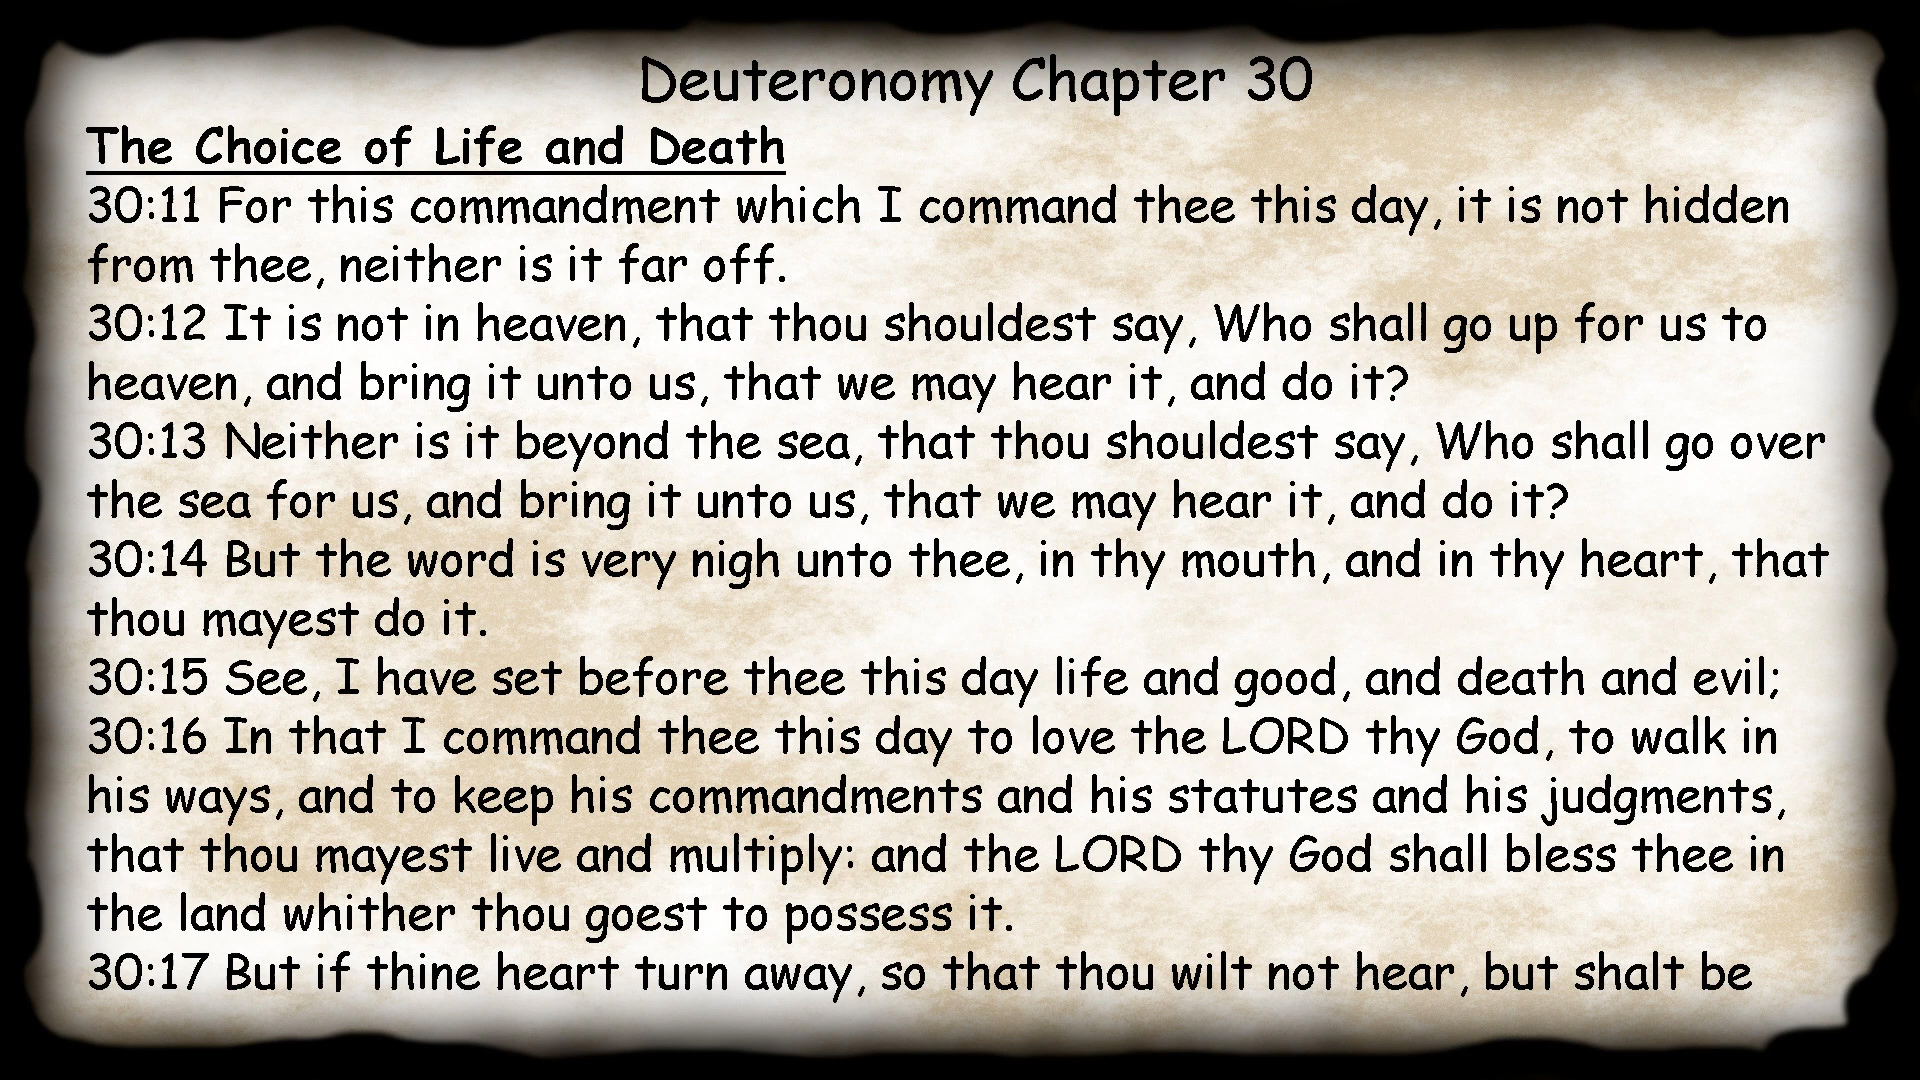 Deuteronomy Chapter 30
The Choice of Life and Death
30:11 For this commandment which I command thee this day, it is not hidden
from thee, neither is it far off.
30:12 It is not in heaven, that thou shouldest say, Who shall go up for us to
heaven, and bring it unto us, that we may hear it, and do it?
30:13 Neither is it beyond the sea, that thou shouldest say, Who shall go over
the sea for us, and bring it unto us, that we may hear it, and do it?
30:14 But the word is very nigh unto thee, in thy mouth, and in thy heart, that
thou mayest do it.
30:15 See, I have set before thee this day life and good, and death and evil;
30:16 In that I command thee this day to love the LORD thy God, to walk in
his ways, and to keep his commandments and his statutes and his judgments,
that thou mayest live and multiply: and the LORD thy God shall bless thee in
the land whither thou goest to possess it.
30:17 But if thine heart turn away, so that thou wilt not hear, but shalt be